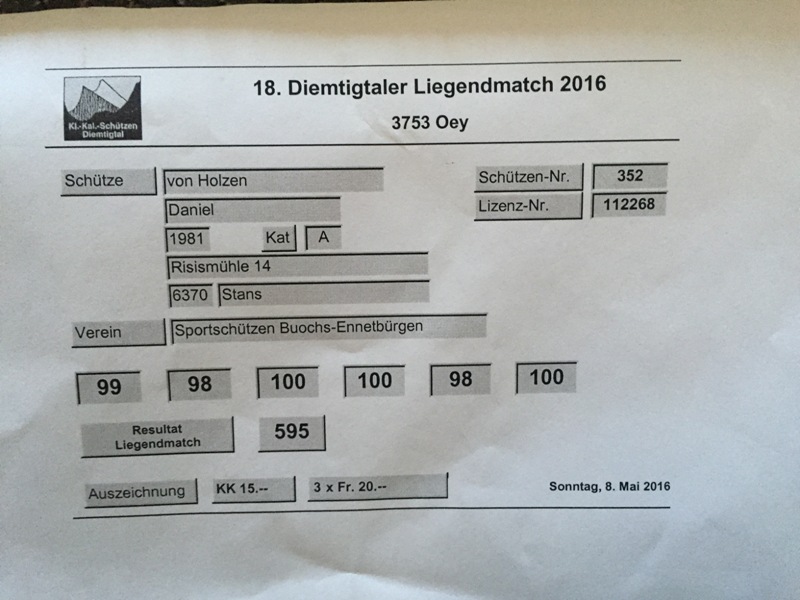 18. Diemtigtaler Liegendmatch 2016
3753 Oey
Kl.-Kal.-Schützen
Diemtigtal
Schütze von Holzen Schützen-Nr. 352
Daniel Lizenz-Nr. 112268
1981 Kat A
Risismühle 14
6370 Stans
Verein Sportschützen Buochs-Ennetbürgen
99 98 100 100 98 100
Resultat
Liegendmatch 595
Auszeichnung KK 15.-- 3 x Fr. 20.-- Sonntag, 8. Mai 2016